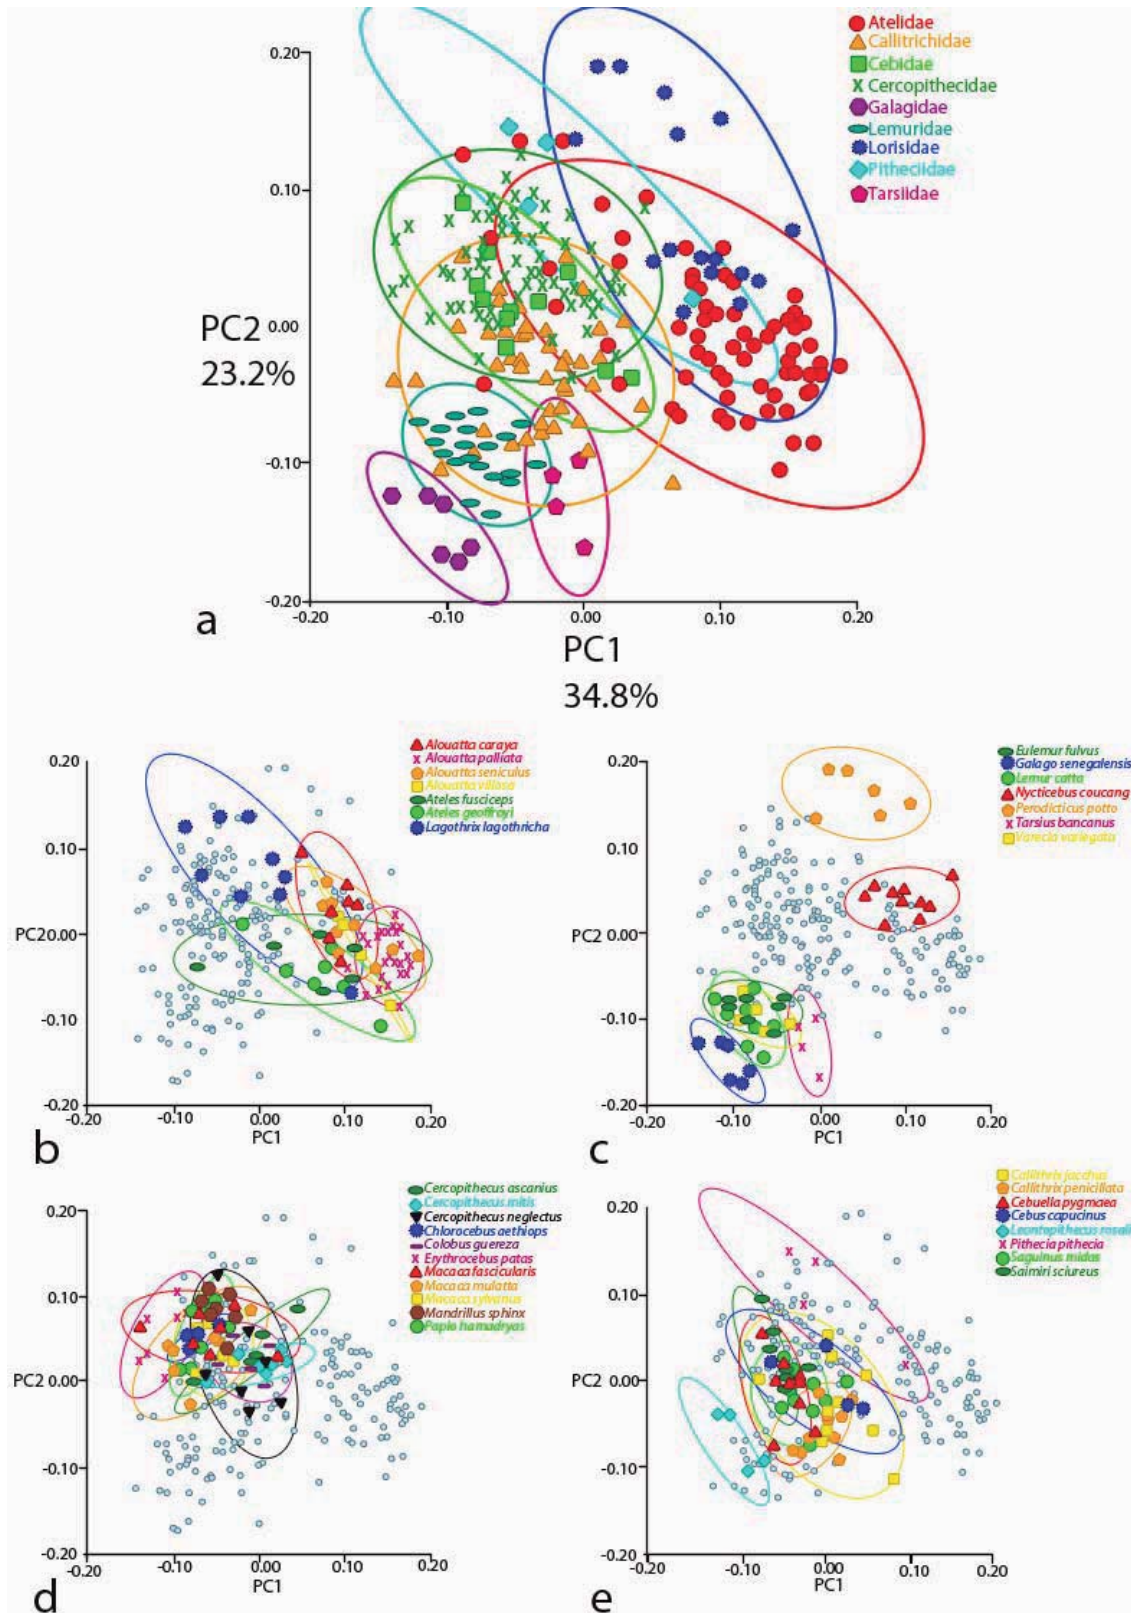 0.20
0.10
PC2 0.00
23.2%
-0.10
-0.20
-0.20 -0.10 0.00 0.10 0.20
a
PC1
34.8%
Atelidae
Callitrichidae
Cebidae
Cercopithecidae
Galagidae
Lemuridae
Lorisidae
Pitheciidae
Tarsiidae
0.20
0.10
PC2 0.00
-0.10
-0.20
-0.20 -0.10 0.00 0.10 0.20
PC1
b
Alouatta caraya
Alouatta palliata
Alouatta seniculus
Alouatta villosa
Ateles fusciceps
Ateles geoffroyi
Lagothrix lagothricha
0.20
0.10
PC2 0.00
-0.10
-0.20
-0.20 -0.10 0.00 0.10 0.20
PC1
c
Eulemur fulvus
Galago senegalensis
Lemur catta
Nycticebus coucang
Perodicticus potto
Tarsius bancanus
Varecia variegata
0.20
0.10
PC2 0.00
-0.10
-0.20
-0.20 -0.10 0.00 0.10 0.20
PC1
d
Cercopithecus ascanius
Cercopithecus mitis
Cercopithecus neglectus
Chlorocebus aethiops
Colobus guereza
Erythrocebus patas
Macaca fascicularis
Macaca mulatta
Macaca sylvanus
Mandrillus sphinx
Papio hamadryas
0.20
0.10
PC2 0.00
-0.10
-0.20
-0.20 -0.10 0.00 0.10 0.20
PC1
e
Callithrix jacchus
Callithrix penicillata
Cebuella pygmaea
Cebus capucinus
Leontopithecus rosalia
Pithecia pithecia
Saguinus midas
Saimiri sciureus